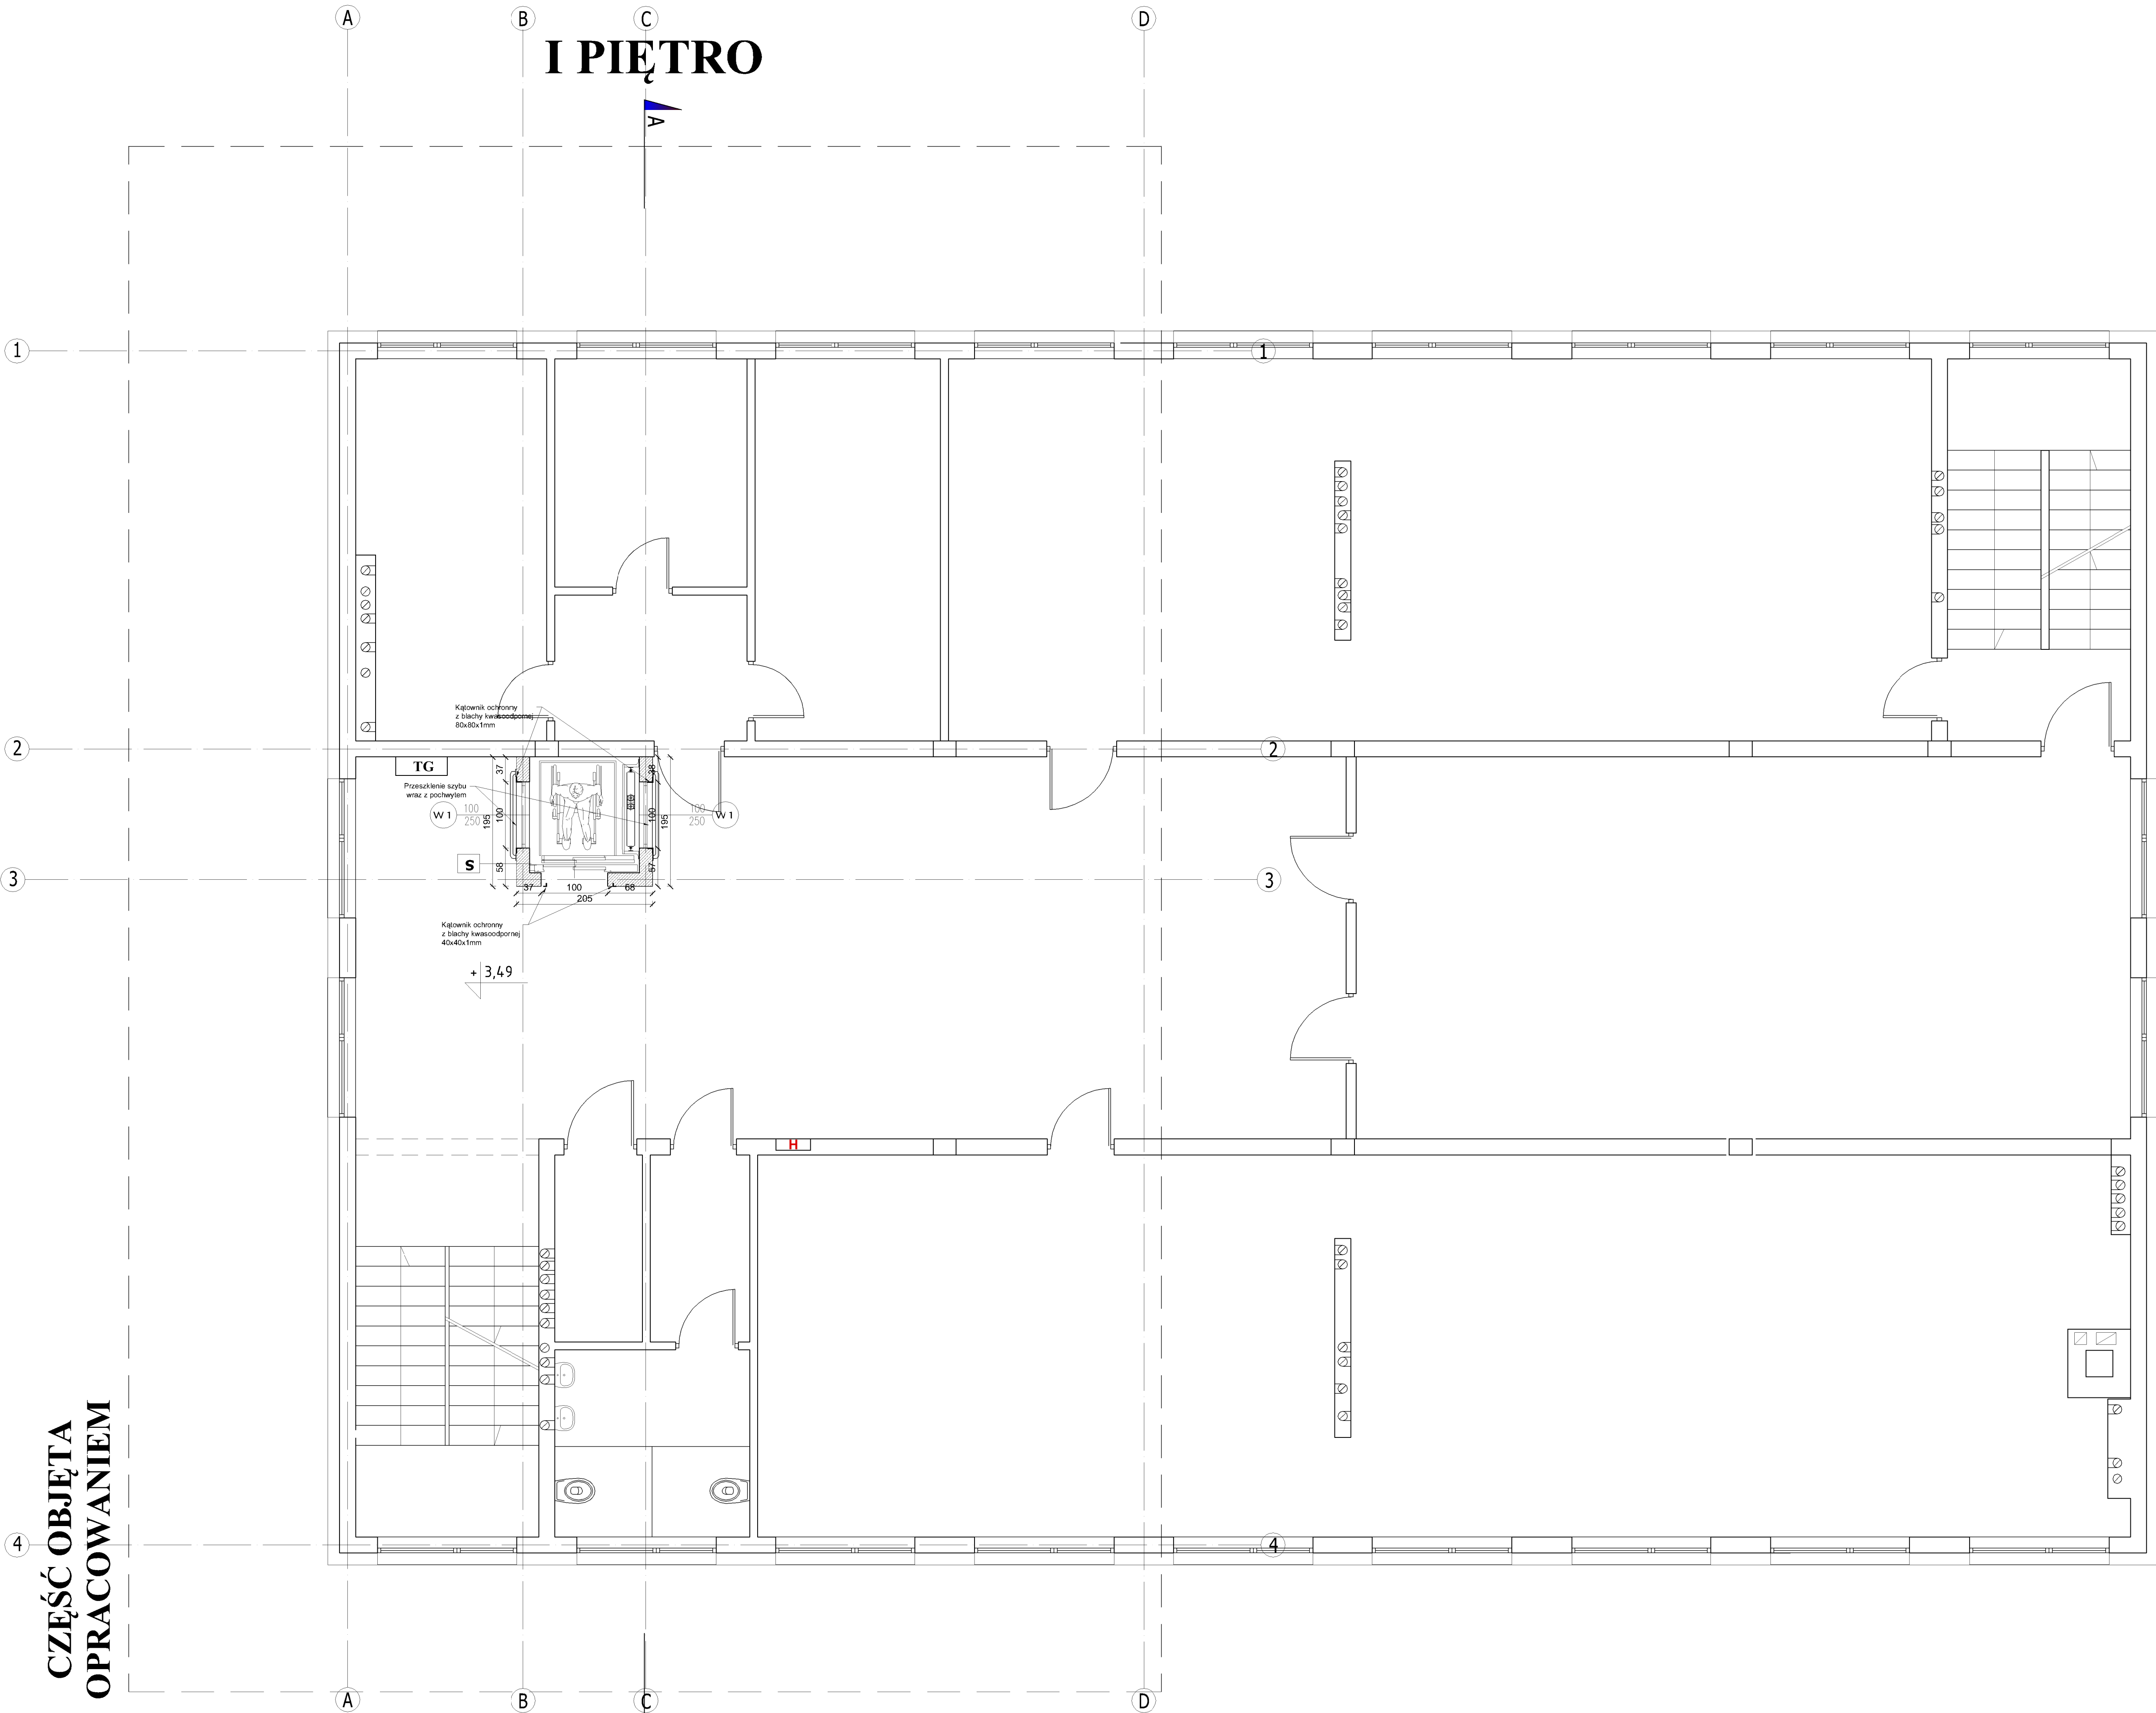 A
B
C
D
I PIĘTRO
A
1
1
Kątownik ochronny
z blachy kwasoodpornej
80x80x1mm
2
2
TG
37
38
Przeszklenie szybu
wraz z pochwytem
W 1
100
250
195
100
100
195
100
250
W 1
S
58
57
3
3
37
100
68
205
Kątownik ochronny
z blachy kwasoodpornej
40x40x1mm
+ 3,49
H
CZĘŚĆ OBJĘTA
OPRACOWANIEM
4
4
A
B
C
D